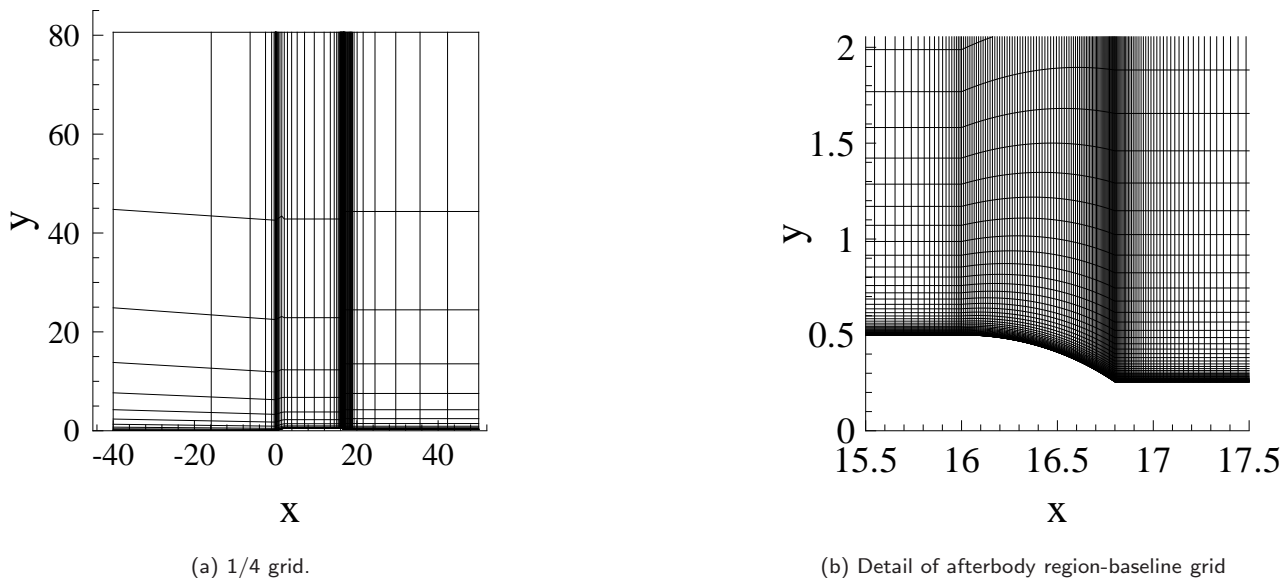 80
60
40
20
0
y
-40 -20 0 20 40
x
(a) 1/4 grid.
2
1.5
1
0.5
0
y
15.5 16 16.5 17 17.5
x
(b) Detail of afterbody region-baseline grid